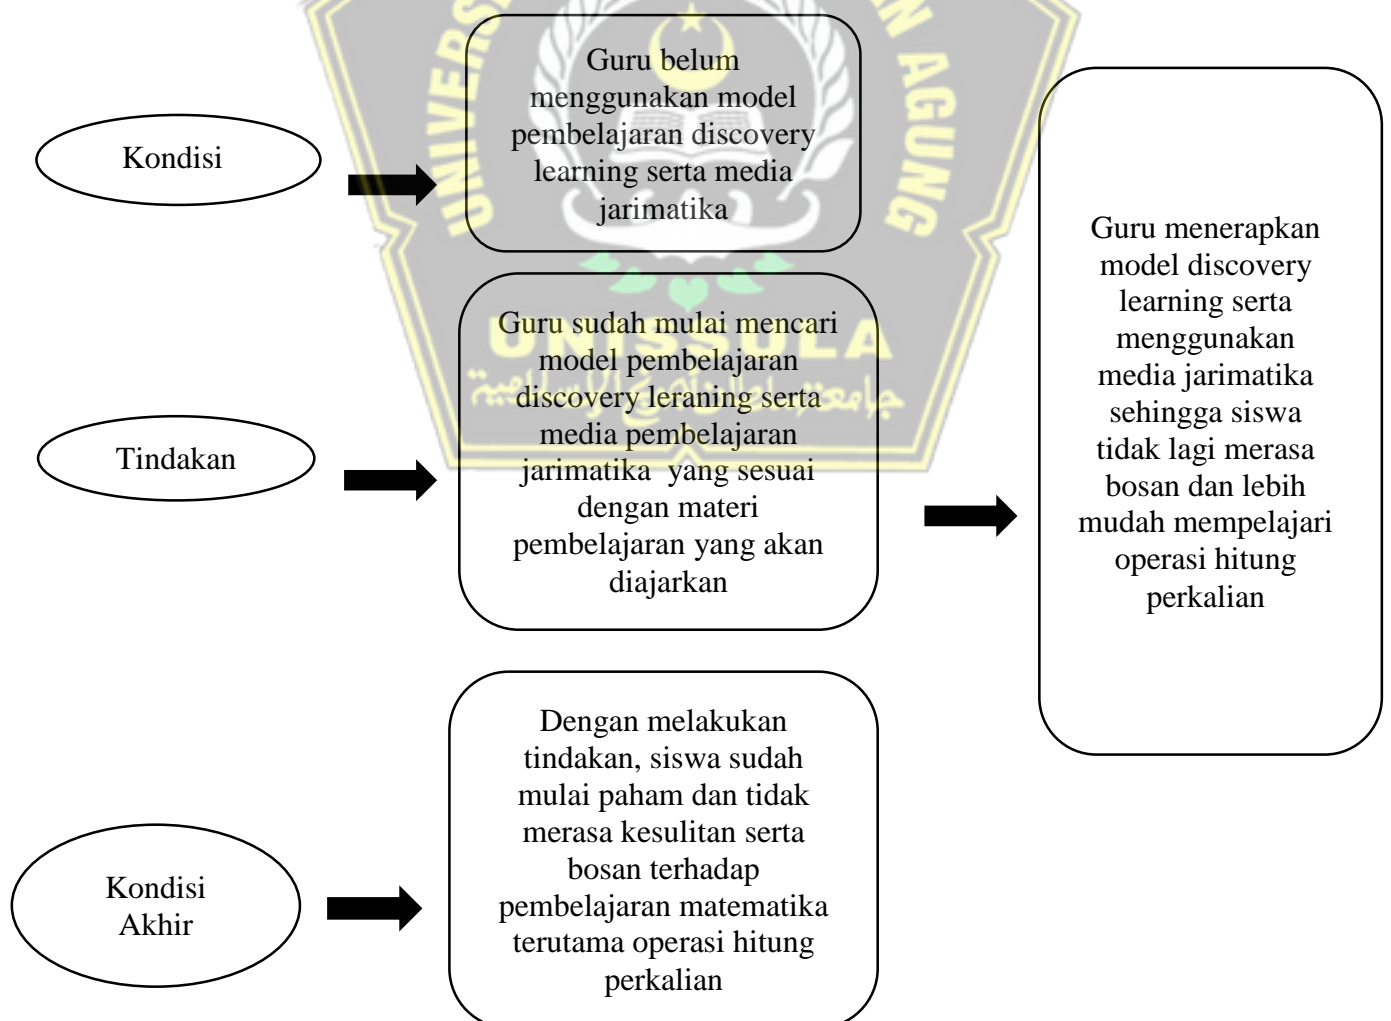 Kondisi
Guru belum
menggunakan model
pembelajaran discovery
learning serta media
jarimatika
Tindakan
Guru sudah mulai mencari
model pembelajaran
discovery leraning serta
media pembelajaran
jarimatika  yang sesuai
dengan materi
pembelajaran yang akan
diajarkan
Guru menerapkan
model discovery
learning serta
menggunakan
media jarimatika
sehingga siswa
tidak lagi merasa
bosan dan lebih
mudah mempelajari
operasi hitung
perkalian
Kondisi
Akhir
Dengan melakukan
tindakan, siswa sudah
mulai paham dan tidak
merasa kesulitan serta
bosan terhadap
pembelajaran matematika
terutama operasi hitung
perkalian
AGUNG
UNISSULA